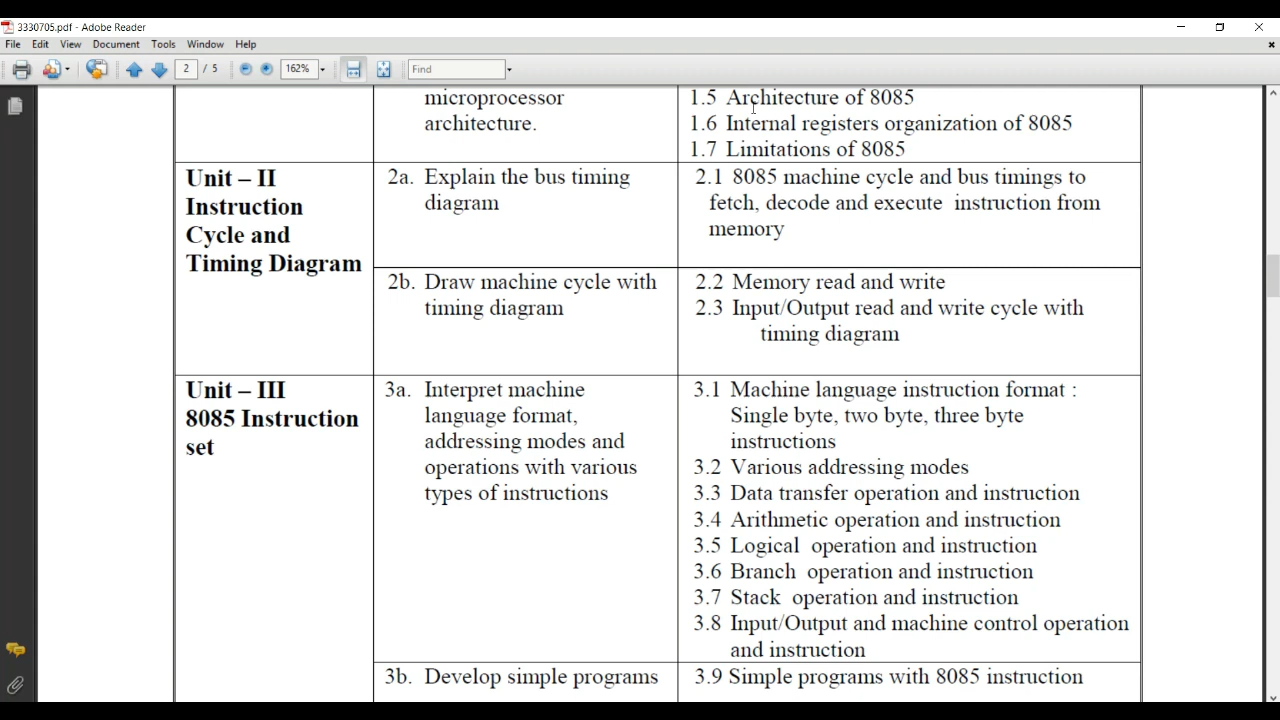 3330705.pdf - Adobe Reader
File Edit View Document Tools Window Help
2 / 5 162% Find
microprocessor
architecture.
1.5 Architecture of 8085
1.6 Internal registers organization of 8085
1.7 Limitations of 8085
Unit – II
Instruction
Cycle and
Timing Diagram
2a. Explain the bus timing
diagram
2.1 8085 machine cycle and bus timings to
fetch, decode and execute instruction from
memory
2b. Draw machine cycle with
timing diagram
2.2 Memory read and write
2.3 Input/Output read and write cycle with
timing diagram
Unit – III
8085 Instruction
set
3a. Interpret machine
language format,
addressing modes and
operations with various
types of instructions
3.1 Machine language instruction format :
Single byte, two byte, three byte
instructions
3.2 Various addressing modes
3.3 Data transfer operation and instruction
3.4 Arithmetic operation and instruction
3.5 Logical operation and instruction
3.6 Branch operation and instruction
3.7 Stack operation and instruction
3.8 Input/Output and machine control operation
and instruction
3b. Develop simple programs
3.9 Simple programs with 8085 instruction